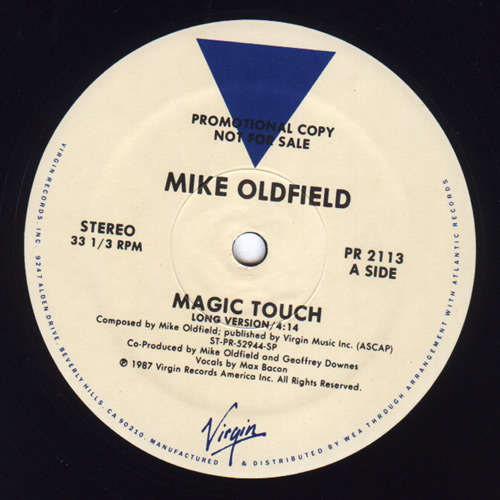 PROMOTIONAL COPY
NOT FOR SALE
MIKE OLDFIELD
STEREO
33 1/3 RPM
PR 2113
A SIDE
MAGIC TOUCH
LONG VERSION/4:14
Composed by Mike Oldfield; published by Virgin Music Inc. (ASCAP)
ST-PR-52944-SP
Co-Produced by Mike Oldfield and Geoffrey Downes
Vocals by Max Bacon
℗ 1987 Virgin Records America Inc. All Rights Reserved.
Virgin
VIRGIN RECORDS, INC. 9247 ALDEN DRIVE, BEVERLY HILLS, CA 90210. MANUFACTURED & DISTRIBUTED BY WEA THROUGH ARRANGEMENT WITH ATLANTIC RECORDS